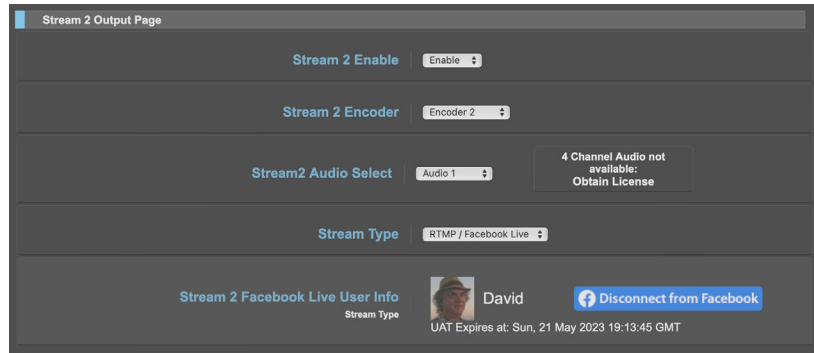 Stream 2 Output Page
Stream 2 Enable
Enable
Stream 2 Encoder
Encoder 2
Stream2 Audio Select
Audio 1
4 Channel Audio not
available:
Obtain License
Stream Type
RTMP / Facebook Live
Stream 2 Facebook Live User Info
Stream Type
David
Disconnect from Facebook
UAT Expires at: Sun, 21 May 2023 19:13:45 GMT